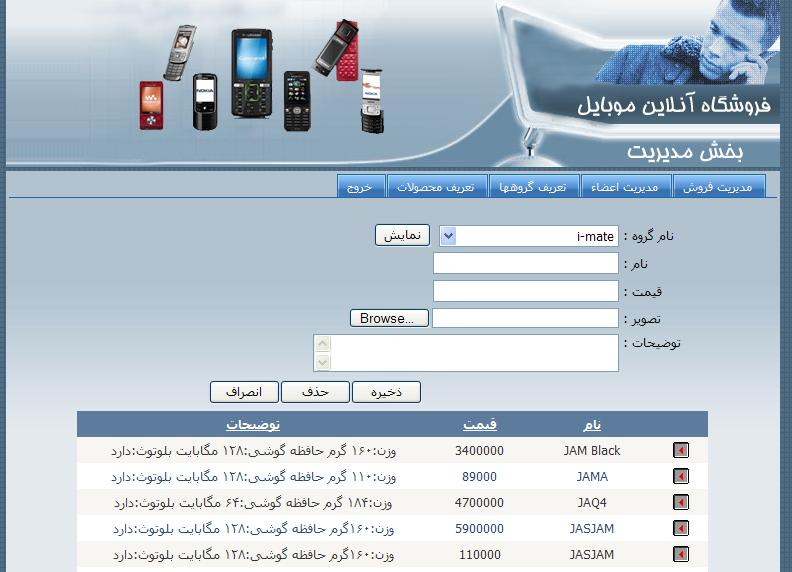 فروشگاه آنلاین موبایل
بخش مدیریت
مدیریت فروش مدیریت اعضاء تعریف گروهها تعریف محصولات خروج
نام گروه : i-mate نمایش
نام :
قیمت :
تصویر : Browse...
توضیحات :
ذخیره حذف انصراف
نام قیمت توضیحات
JAM Black 3400000 وزن:۱۶۰ گرم حافظه گوشی:۱۲۸ مگابایت بلوتوث:دارد
JAMA 89000 وزن:۱۱۰ گرم حافظه گوشی:۱۲۸ مگابایت بلوتوث:دارد
JAQ4 4700000 وزن:۱۸۴ گرم حافظه گوشی:۶۴ مگابایت بلوتوث:دارد
JASJAM 5900000 وزن:۱۶۰گرم حافظه گوشی:۱۲۸ مگابایت بلوتوث:دارد
JASJAM 110000 وزن:۱۶۰گرم حافظه گوشی:۱۲۸ مگابایت بلوتوث:دارد
NOKIA
NOKIA